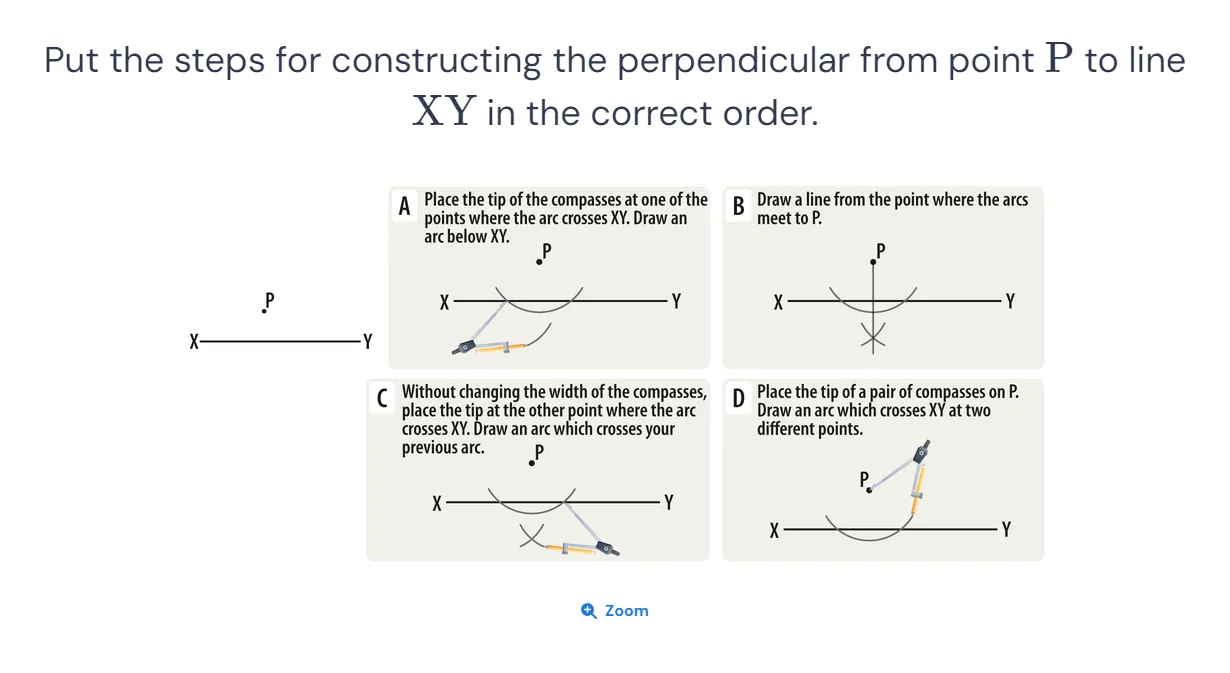 Put the steps for constructing the perpendicular from point P to line
XY in the correct order.
P
X
Y
A
Place the tip of the compasses at one of the
points where the arc crosses XY. Draw an
arc below XY.
P
X
Y
B
Draw a line from the point where the arcs
meet to P.
P
X
Y
C
Without changing the width of the compasses,
place the tip at the other point where the arc
crosses XY. Draw an arc which crosses your
previous arc.
P
X
Y
D
Place the tip of a pair of compasses on P.
Draw an arc which crosses XY at two
different points.
P
X
Y
Zoom